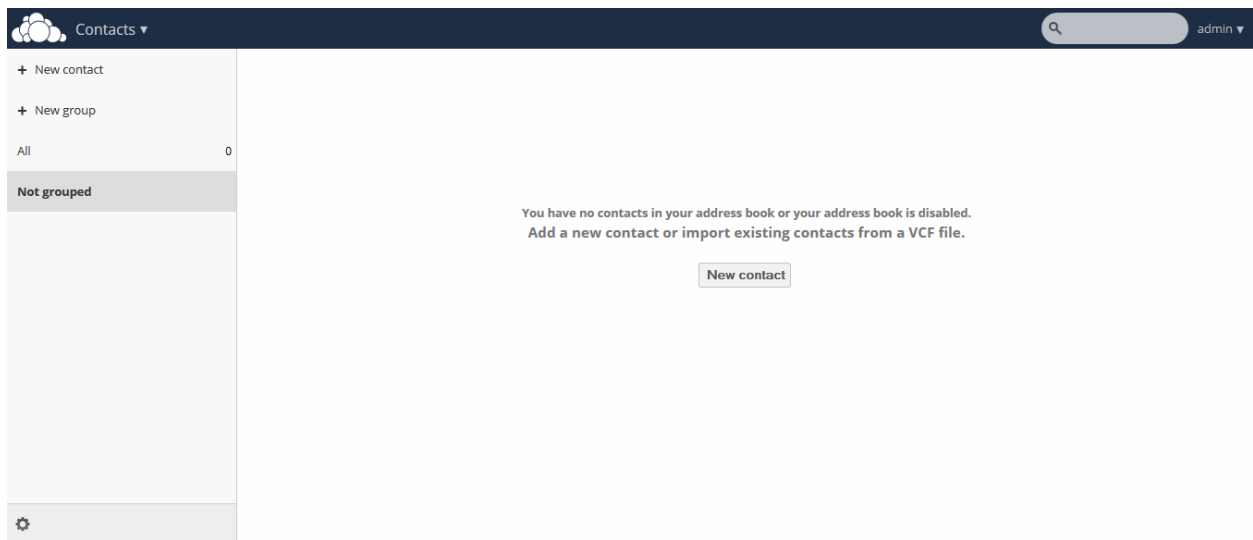 Contacts ▾
admin ▾
+ New contact
+ New group
All 0
Not grouped
You have no contacts in your address book or your address book is disabled.
Add a new contact or import existing contacts from a VCF file.
New contact